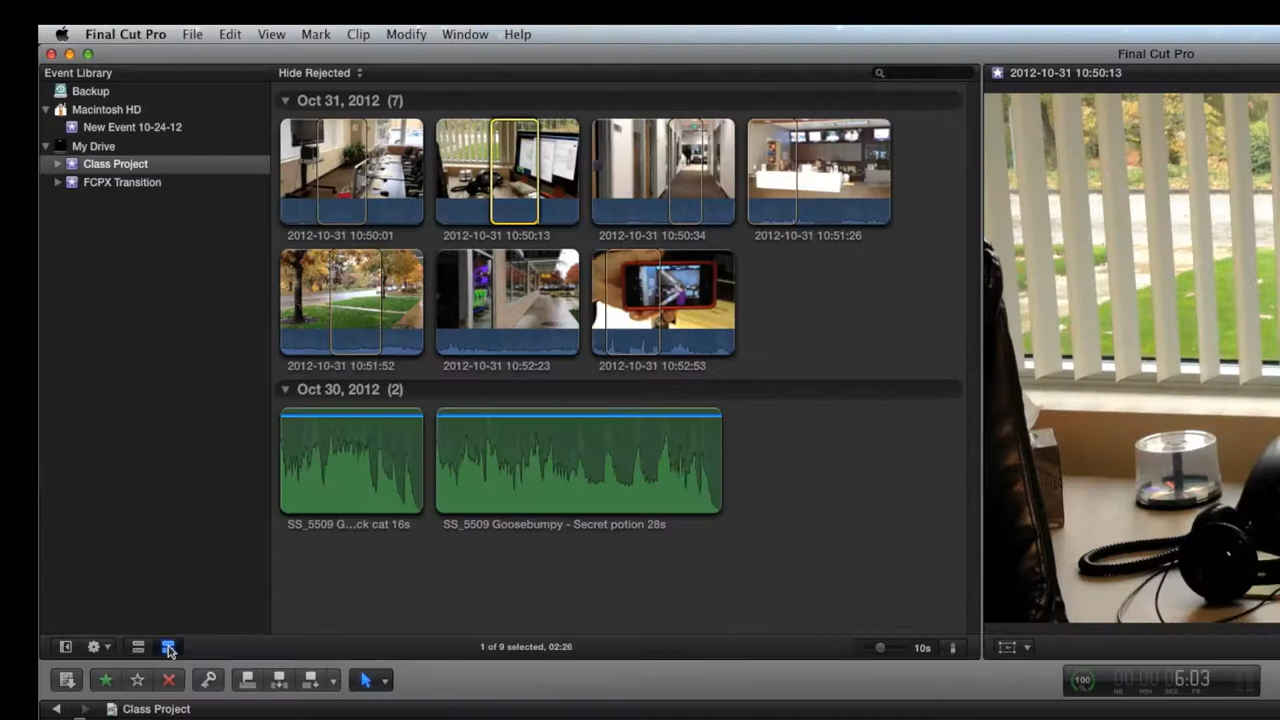 Final Cut Pro File Edit View Mark Clip Modify Window Help
Final Cut Pro
Event Library
Hide Rejected
2012-10-31 10:50:13
Backup
Macintosh HD
New Event 10-24-12
My Drive
Class Project
FCPX Transition
Oct 31, 2012 (7)
2012-10-31 10:50:01
2012-10-31 10:50:13
2012-10-31 10:50:34
2012-10-31 10:51:26
2012-10-31 10:51:52
2012-10-31 10:52:23
2012-10-31 10:52:53
Oct 30, 2012 (2)
SS_5509 G...ck cat 16s
SS_5509 Goosebumpy - Secret potion 28s
1 of 9 selected, 02:26
10s
100
6:03
HR MIN SEC FR
Class Project